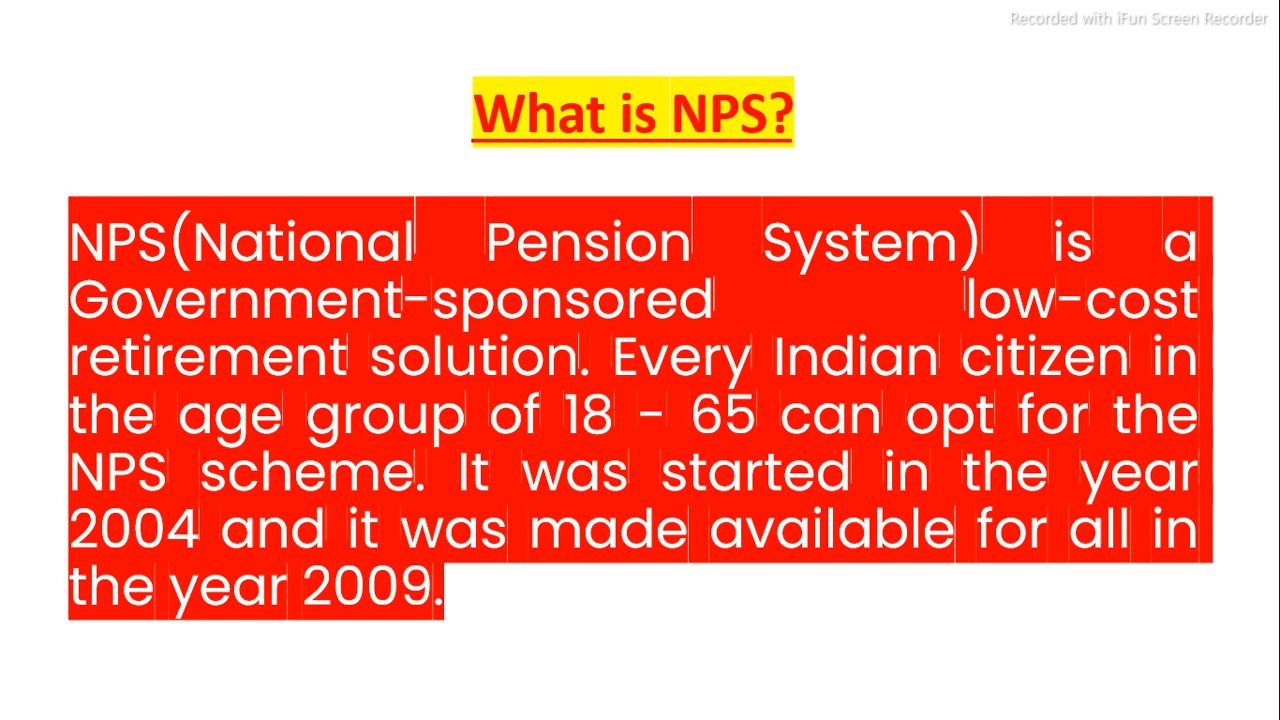 Recorded with iFun Screen Recorder
What is NPS?
NPS(National Pension System) is a
Government-sponsored low-cost
retirement solution. Every Indian citizen in
the age group of 18 - 65 can opt for the
NPS scheme. It was started in the year
2004 and it was made available for all in
the year 2009.